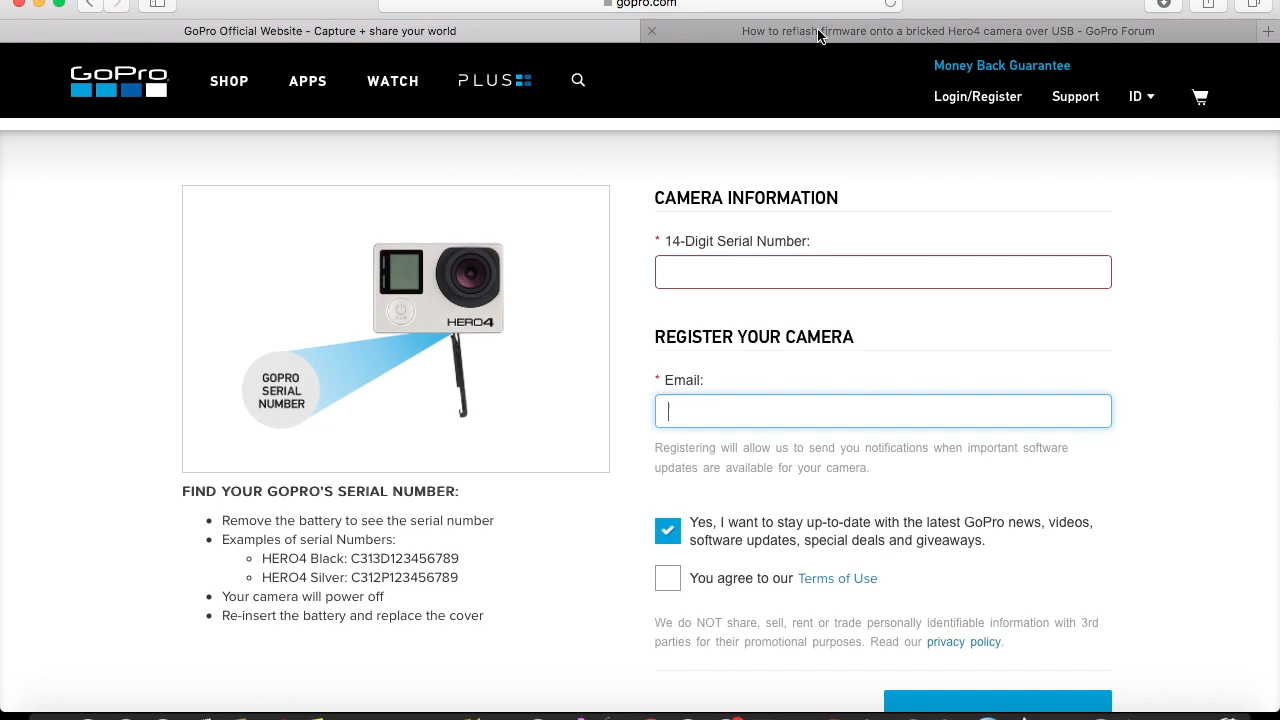 gopro.com
GoPro Official Website - Capture + share your world
How to reflash firmware onto a bricked Hero4 camera over USB - GoPro Forum
GoPro
SHOP
APPS
WATCH
PLUS
Money Back Guarantee
Login/Register
Support
ID
CAMERA INFORMATION
* 14-Digit Serial Number:
REGISTER YOUR CAMERA
* Email:
Registering will allow us to send you notifications when important software
updates are available for your camera.
Yes, I want to stay up-to-date with the latest GoPro news, videos,
software updates, special deals and giveaways.
You agree to our Terms of Use
We do NOT share, sell, rent or trade personally identifiable information with 3rd
parties for their promotional purposes. Read our privacy policy.
HERO4
GOPRO
SERIAL
NUMBER
FIND YOUR GOPRO'S SERIAL NUMBER:
Remove the battery to see the serial number
Examples of serial Numbers:
HERO4 Black: C313D123456789
HERO4 Silver: C312P123456789
Your camera will power off
Re-insert the battery and replace the cover